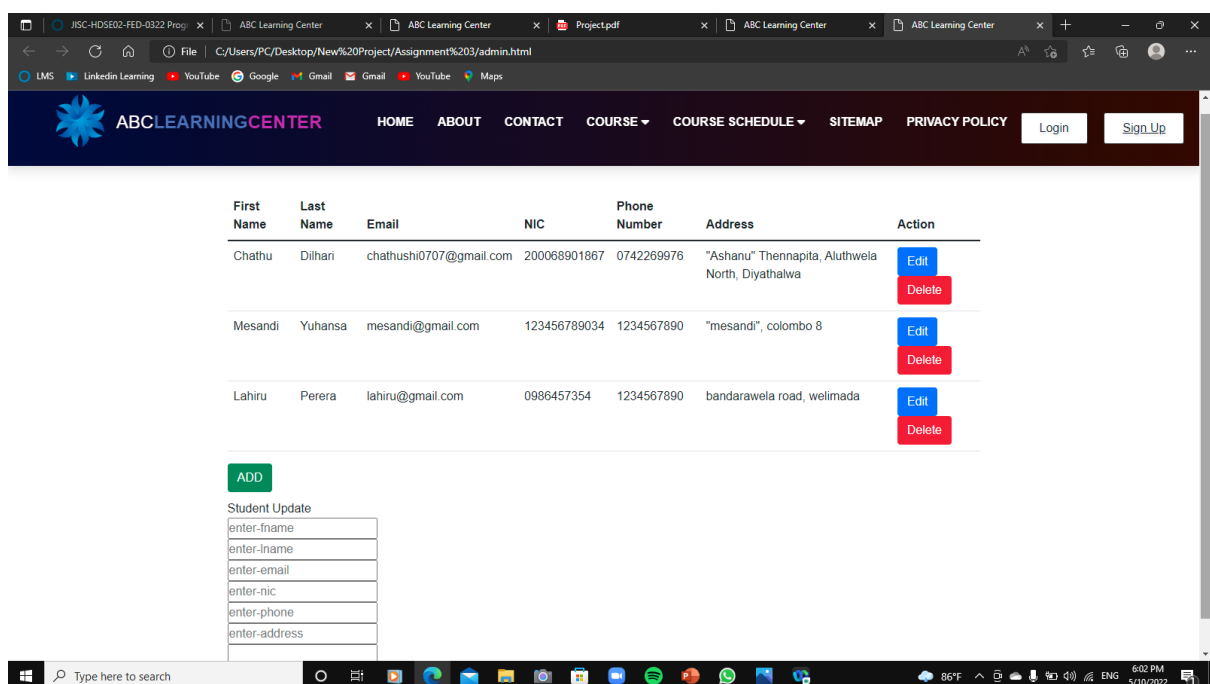 JISC-HDSE02-FED-0322 Progr
ABC Learning Center
ABC Learning Center
Project.pdf
ABC Learning Center
ABC Learning Center
File C:/Users/PC/Desktop/New%20Project/Assignment%203/admin.html
LMS Linkedin Learning YouTube Google Gmail Gmail YouTube Maps
ABCLEARNINGCENTER HOME ABOUT CONTACT COURSE COURSE SCHEDULE SITEMAP PRIVACY POLICY Login Sign Up
First Name Last Name Email NIC Phone Number Address Action
Chathu Dilhari chathushi0707@gmail.com 200068901867 0742269976 "Ashanu" Thennapita, Aluthwela Edit
North, Diyathalwa
Delete
Mesandi Yuhansa mesandi@gmail.com 123456789034 1234567890 "mesandi", colombo 8 Edit
Delete
Lahiru Perera lahiru@gmail.com 0986457354 1234567890 bandarawela road, welimada Edit
Delete
ADD
Student Update
enter-fname
enter-lname
enter-email
enter-nic
enter-phone
enter-address
Type here to search
86°F ENG 6:02 PM
5/10/2022